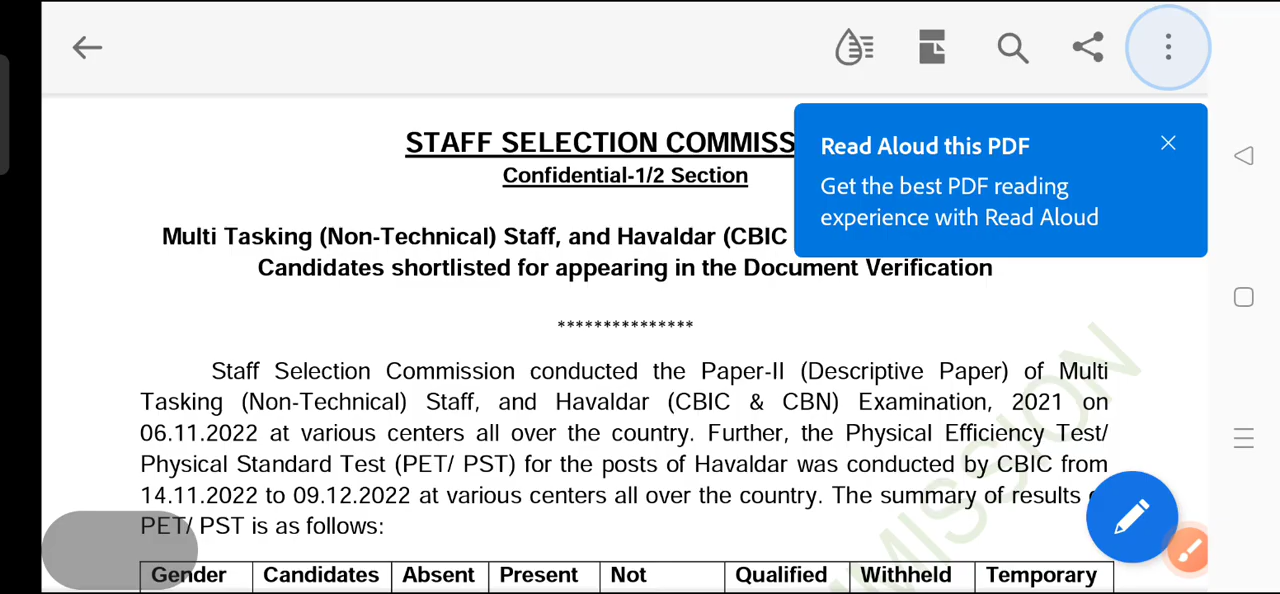 STAFF SELECTION COMMISS
Confidential-1/2 Section
Read Aloud this PDF
Get the best PDF reading
experience with Read Aloud
Multi Tasking (Non-Technical) Staff, and Havaldar (CBIC
Candidates shortlisted for appearing in the Document Verification
***************
Staff Selection Commission conducted the Paper-II (Descriptive Paper) of Multi
Tasking (Non-Technical) Staff, and Havaldar (CBIC & CBN) Examination, 2021 on
06.11.2022 at various centers all over the country. Further, the Physical Efficiency Test/
Physical Standard Test (PET/ PST) for the posts of Havaldar was conducted by CBIC from
14.11.2022 to 09.12.2022 at various centers all over the country. The summary of results
PET/ PST is as follows:
Gender Candidates Absent Present Not Qualified Withheld Temporary